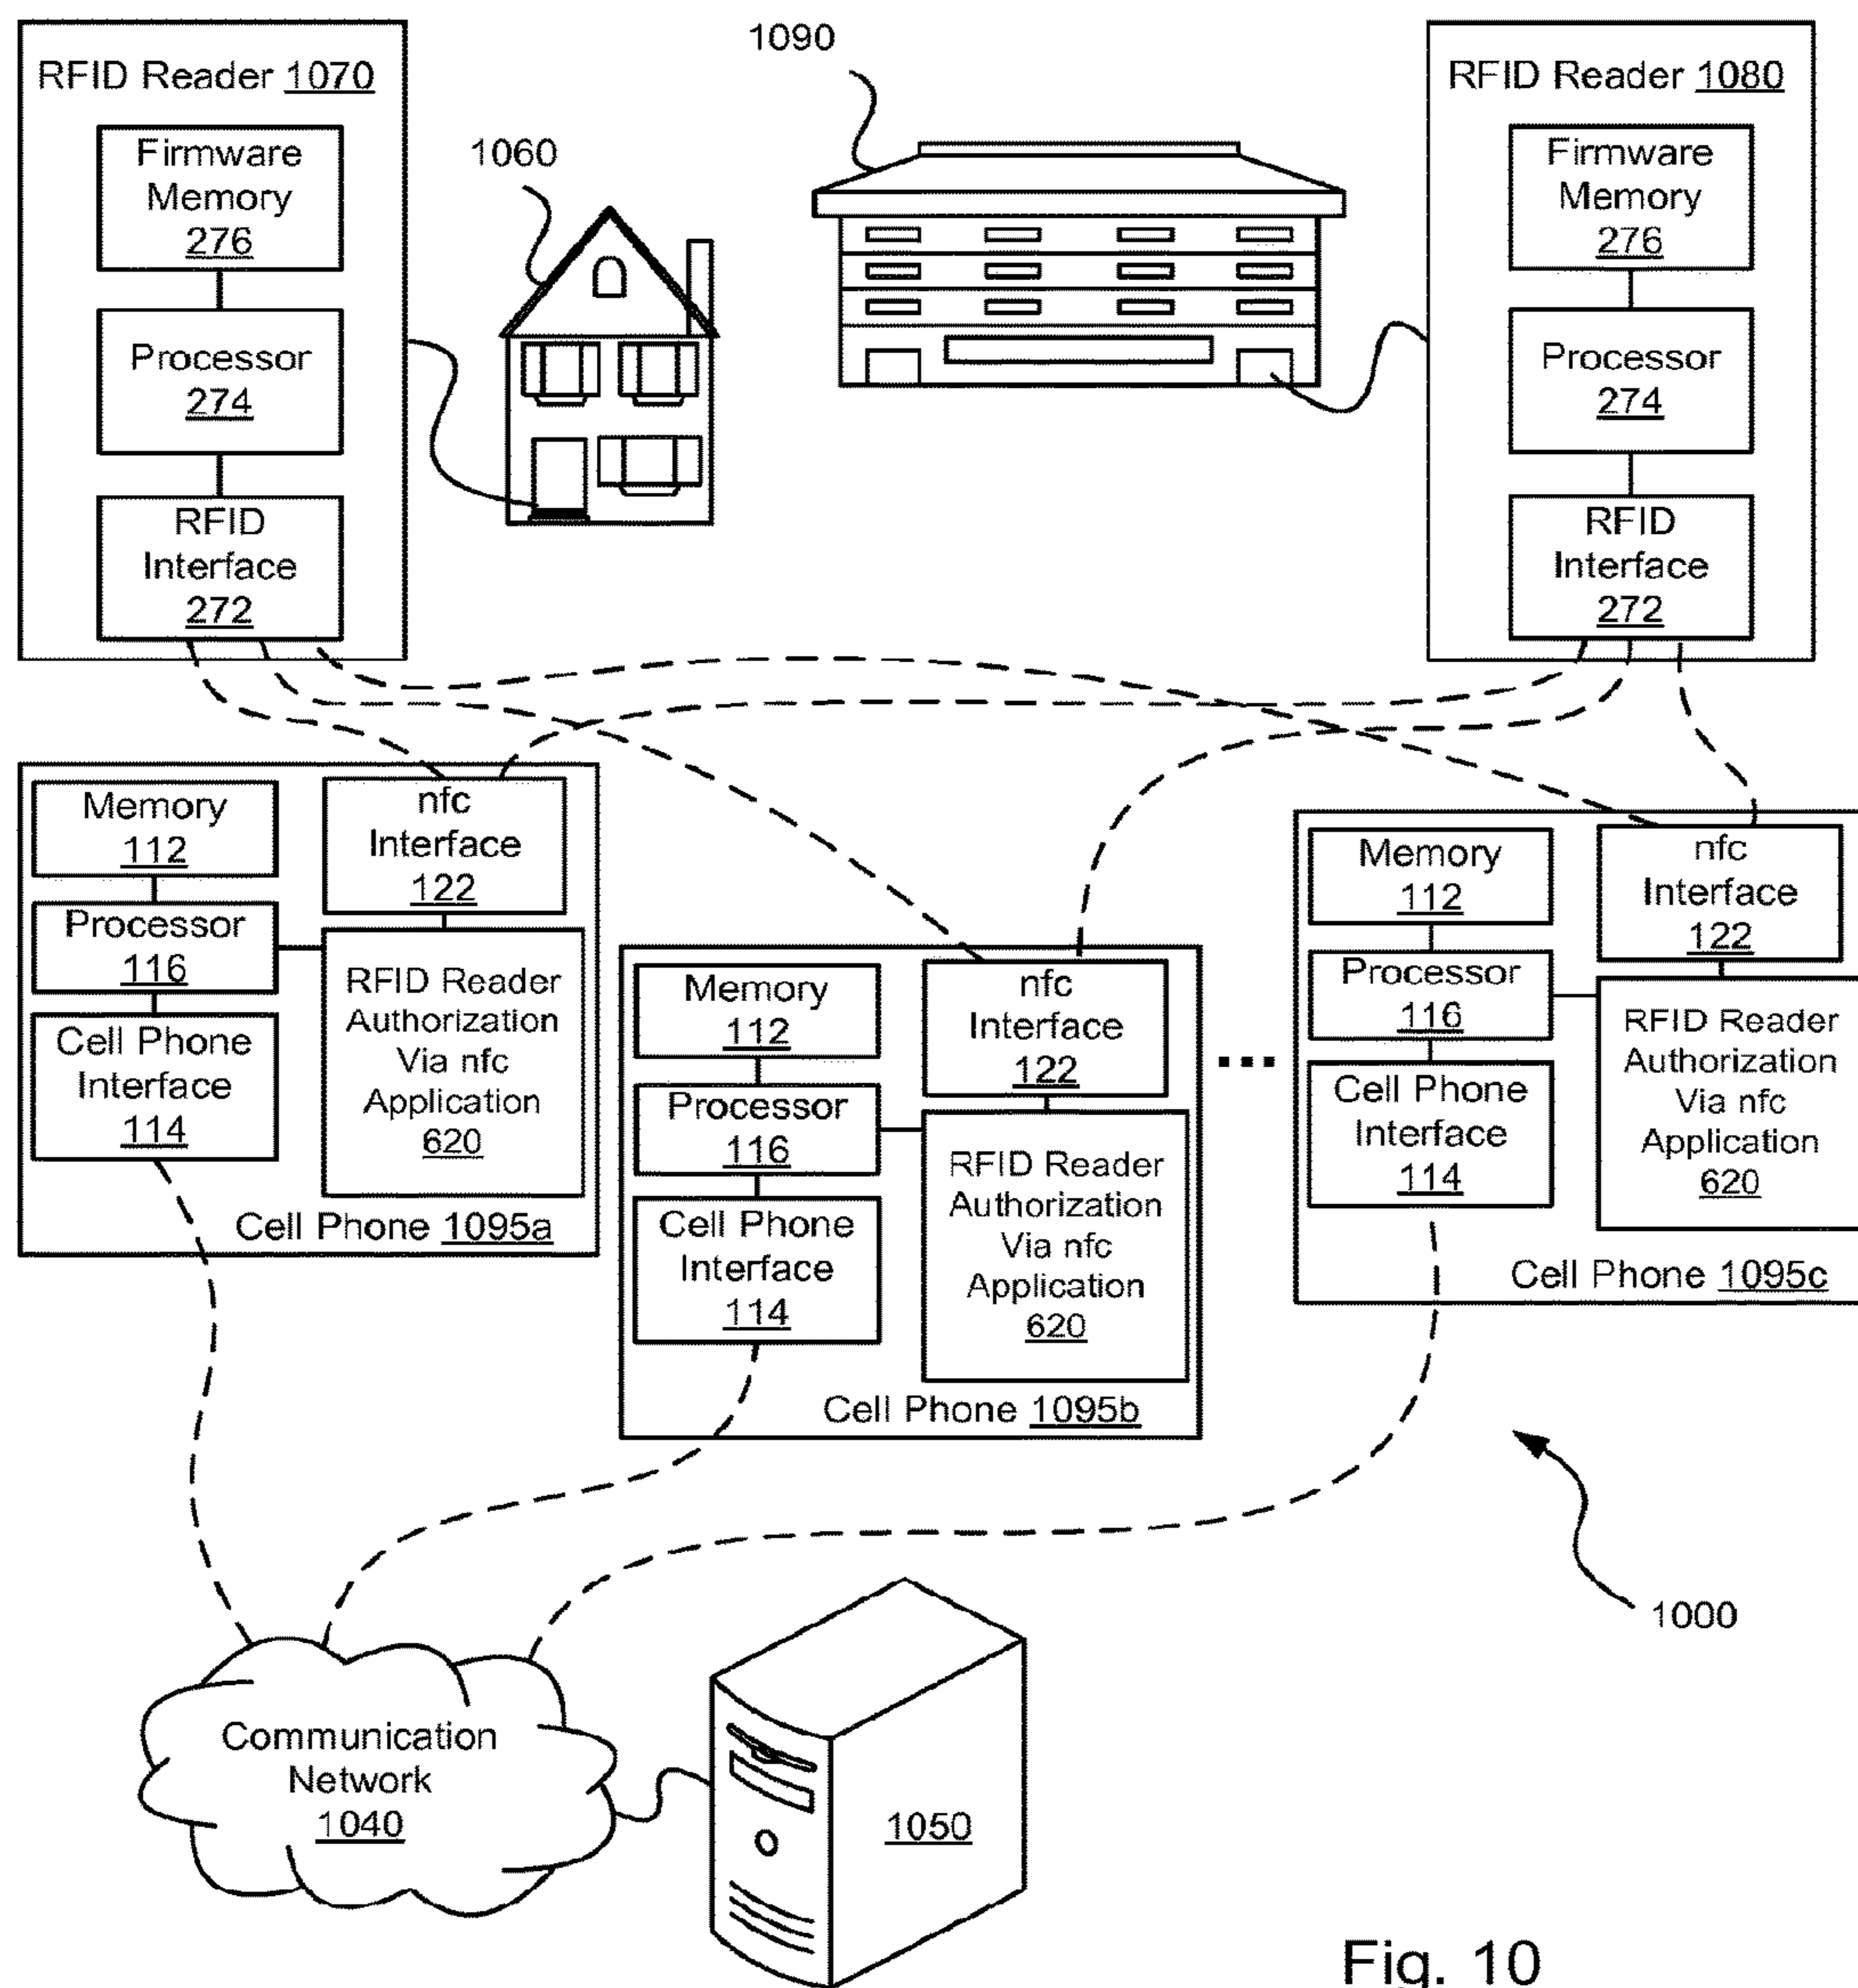 RFID Reader 1070
Firmware
Memory
276
Processor
274
RFID
Interface
272
1060
1090
RFID Reader 1080
Firmware
Memory
276
Processor
274
RFID
Interface
272
Memory
112
Processor
116
Cell Phone
Interface
114
nfc
Interface
122
RFID Reader
Authorization
Via nfc
Application
620
Cell Phone 1095a
Memory
112
Processor
116
Cell Phone
Interface
114
nfc
Interface
122
RFID Reader
Authorization
Via nfc
Application
620
Cell Phone 1095b
...
Memory
112
Processor
116
Cell Phone
Interface
114
nfc
Interface
122
RFID Reader
Authorization
Via nfc
Application
620
Cell Phone 1095c
1000
Communication
Network
1040
1050
Fig. 10